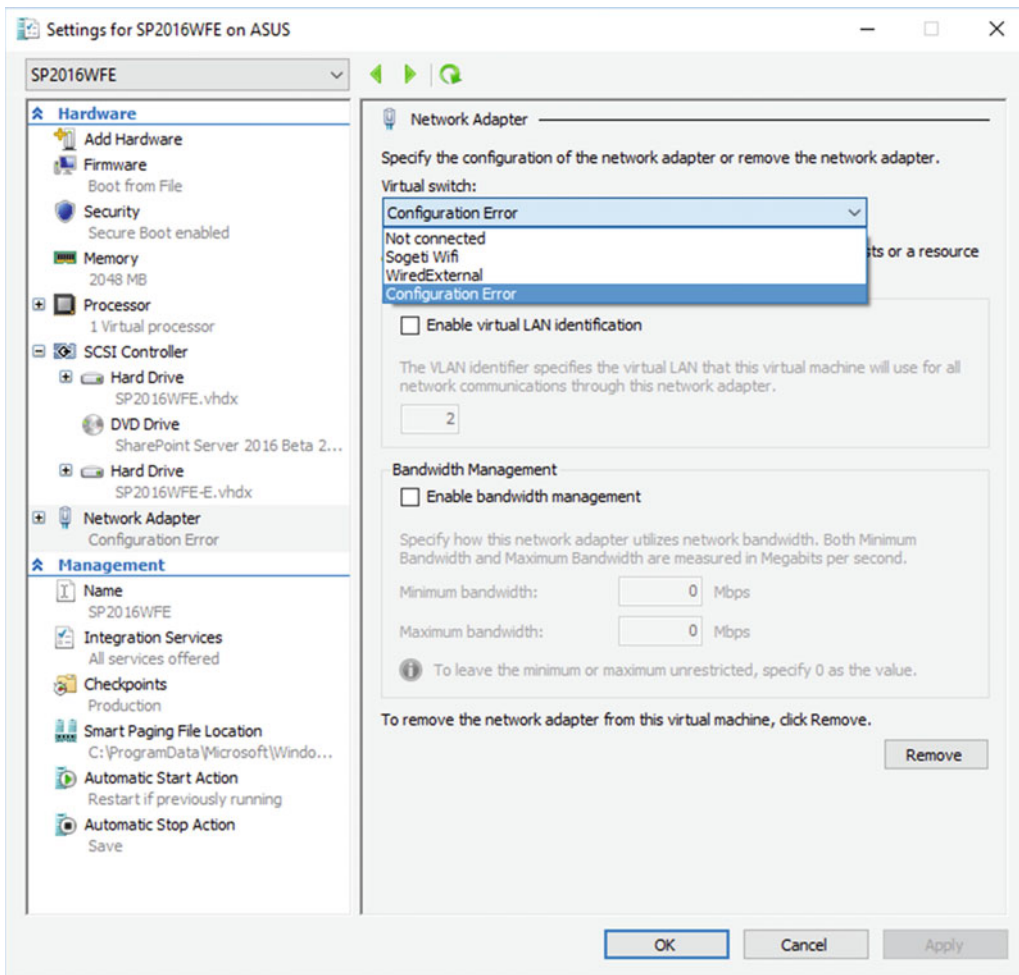 Settings for SP2016WFE on ASUS
SP2016WFE
Hardware
Add Hardware
Firmware
Boot from File
Security
Secure Boot enabled
Memory
2048 MB
Processor
1 Virtual processor
SCSI Controller
Hard Drive
SP2016WFE.vhdx
DVD Drive
SharePoint Server 2016 Beta 2...
Hard Drive
SP2016WFE-E.vhdx
Network Adapter
Configuration Error
Management
Name
SP2016WFE
Integration Services
All services offered
Checkpoints
Production
Smart Paging File Location
C:\ProgramData\Microsoft\Windo...
Automatic Start Action
Restart if previously running
Automatic Stop Action
Save
Network Adapter
Specify the configuration of the network adapter or remove the network adapter.
Virtual switch:
Configuration Error
Not connected
Sogeti Wifi
WiredExternal
Configuration Error
or a resource
Enable virtual LAN identification
The VLAN identifier specifies the virtual LAN that this virtual machine will use for all
network communications through this network adapter.
2
Bandwidth Management
Enable bandwidth management
Specify how this network adapter utilizes network bandwidth. Both Minimum
Bandwidth and Maximum Bandwidth are measured in Megabits per second.
Minimum bandwidth: 0 Mbps
Maximum bandwidth: 0 Mbps
To leave the minimum or maximum unrestricted, specify 0 as the value.
To remove the network adapter from this virtual machine, click Remove.
Remove
OK Cancel Apply